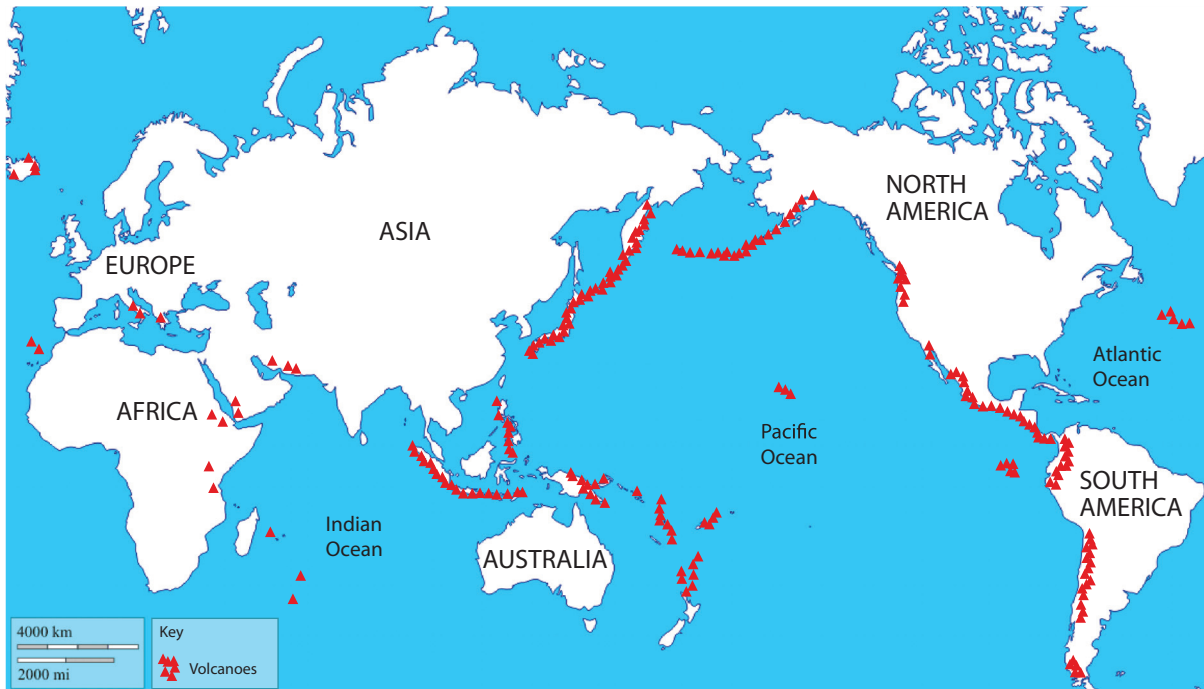 NORTH
AMERICA
ASIA
EUROPE
Atlantic
Ocean
AFRICA
Pacific
Ocean
SOUTH
AMERICA
Indian
Ocean
AUSTRALIA
4000 km
2000 mi
Key
Volcanoes